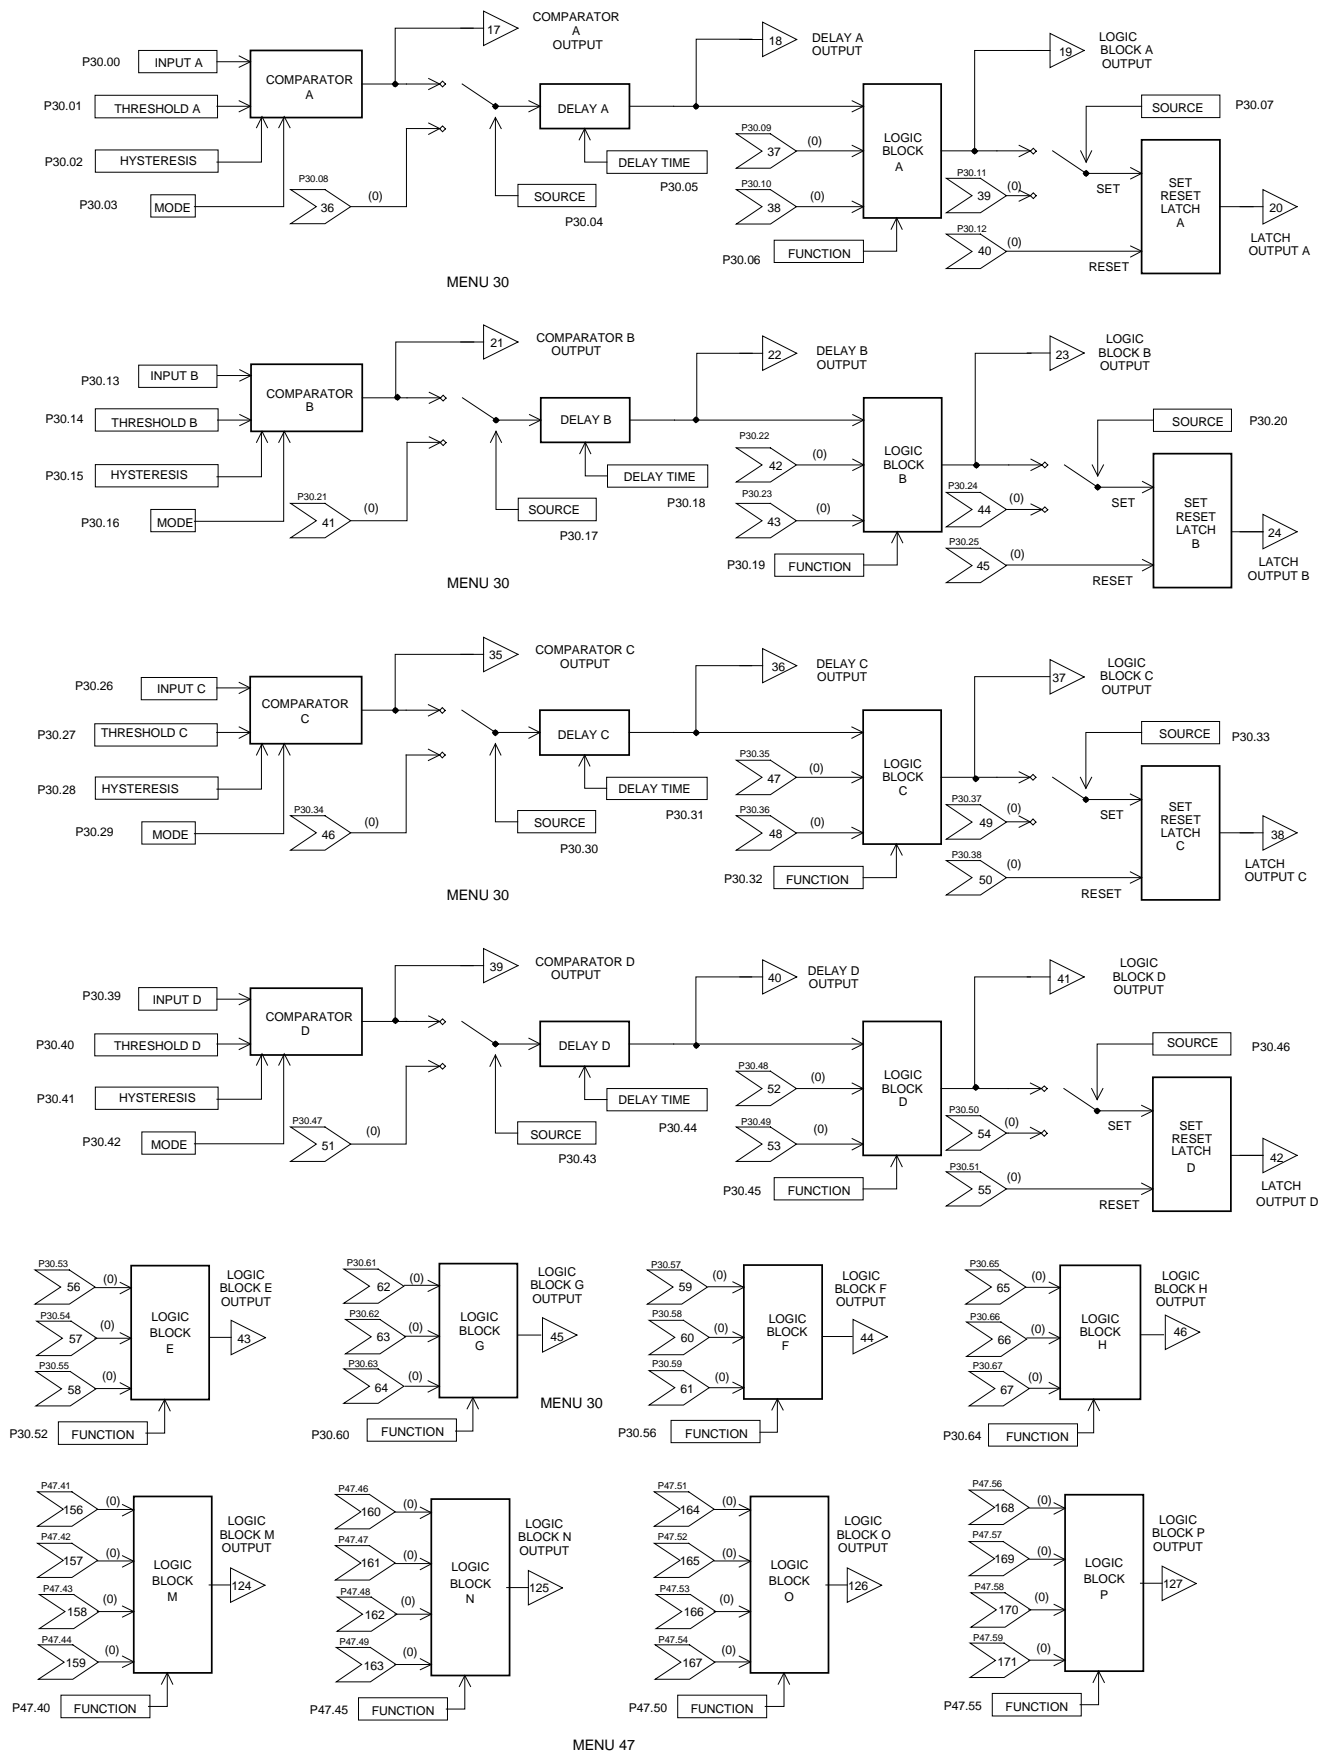 17
COMPARATOR
A
OUTPUT
18
DELAY A
OUTPUT
19
LOGIC
BLOCK A
OUTPUT
P30.00
INPUT A
P30.01
THRESHOLD A
P30.02
HYSTERESIS
P30.03
MODE
COMPARATOR
A
P30.08
36
(0)
DELAY A
DELAY TIME
P30.05
SOURCE
P30.04
P30.09
37
(0)
P30.10
38
(0)
P30.06
FUNCTION
LOGIC
BLOCK
A
P30.11
39
(0)
P30.12
40
(0)
SOURCE
P30.07
SET
RESET
SET
RESET
LATCH
A
20
LATCH
OUTPUT A
MENU 30
21
COMPARATOR B
OUTPUT
22
DELAY B
OUTPUT
23
LOGIC
BLOCK B
OUTPUT
P30.13
INPUT B
P30.14
THRESHOLD B
P30.15
HYSTERESIS
P30.16
MODE
COMPARATOR
B
P30.21
41
(0)
DELAY B
DELAY TIME
P30.18
SOURCE
P30.17
P30.22
42
(0)
P30.23
43
(0)
P30.19
FUNCTION
LOGIC
BLOCK
B
P30.24
44
(0)
P30.25
45
(0)
SOURCE
P30.20
SET
RESET
SET
RESET
LATCH
B
24
LATCH
OUTPUT B
MENU 30
35
COMPARATOR C
OUTPUT
36
DELAY C
OUTPUT
37
LOGIC
BLOCK C
OUTPUT
P30.26
INPUT C
P30.27
THRESHOLD C
P30.28
HYSTERESIS
P30.29
MODE
COMPARATOR
C
P30.34
46
(0)
DELAY C
DELAY TIME
P30.31
SOURCE
P30.30
P30.35
47
(0)
P30.36
48
(0)
P30.32
FUNCTION
LOGIC
BLOCK
C
P30.37
49
(0)
P30.38
50
(0)
SOURCE
P30.33
SET
RESET
SET
RESET
LATCH
C
38
LATCH
OUTPUT C
MENU 30
39
COMPARATOR D
OUTPUT
40
DELAY D
OUTPUT
41
LOGIC
BLOCK D
OUTPUT
P30.39
INPUT D
P30.40
THRESHOLD D
P30.41
HYSTERESIS
P30.42
MODE
COMPARATOR
D
P30.47
51
(0)
DELAY D
DELAY TIME
P30.44
SOURCE
P30.43
P30.48
52
(0)
P30.49
53
(0)
P30.45
FUNCTION
LOGIC
BLOCK
D
P30.50
54
(0)
P30.51
55
(0)
SOURCE
P30.46
SET
RESET
SET
RESET
LATCH
D
42
LATCH
OUTPUT D
P30.53
56
(0)
P30.54
57
(0)
P30.55
58
(0)
P30.52
FUNCTION
LOGIC
BLOCK
E
LOGIC
BLOCK E
OUTPUT
43
P30.61
62
(0)
P30.62
63
(0)
P30.63
64
(0)
P30.60
FUNCTION
LOGIC
BLOCK
G
LOGIC
BLOCK G
OUTPUT
45
P30.57
59
(0)
P30.58
60
(0)
P30.59
61
(0)
P30.56
FUNCTION
LOGIC
BLOCK
F
LOGIC
BLOCK F
OUTPUT
44
P30.65
65
(0)
P30.66
66
(0)
P30.67
67
(0)
P30.64
FUNCTION
LOGIC
BLOCK
H
LOGIC
BLOCK H
OUTPUT
46
MENU 30
P47.41
156
(0)
P47.42
157
(0)
P47.43
158
(0)
P47.44
159
(0)
P47.40
FUNCTION
LOGIC
BLOCK
M
LOGIC
BLOCK M
OUTPUT
124
P47.46
160
(0)
P47.47
161
(0)
P47.48
162
(0)
P47.49
163
(0)
P47.45
FUNCTION
LOGIC
BLOCK
N
LOGIC
BLOCK N
OUTPUT
125
P47.51
164
(0)
P47.52
165
(0)
P47.53
166
(0)
P47.54
167
(0)
P47.50
FUNCTION
LOGIC
BLOCK
O
LOGIC
BLOCK O
OUTPUT
126
P47.56
168
(0)
P47.57
169
(0)
P47.58
170
(0)
P47.59
171
(0)
P47.55
FUNCTION
LOGIC
BLOCK
P
LOGIC
BLOCK P
OUTPUT
127
MENU 47